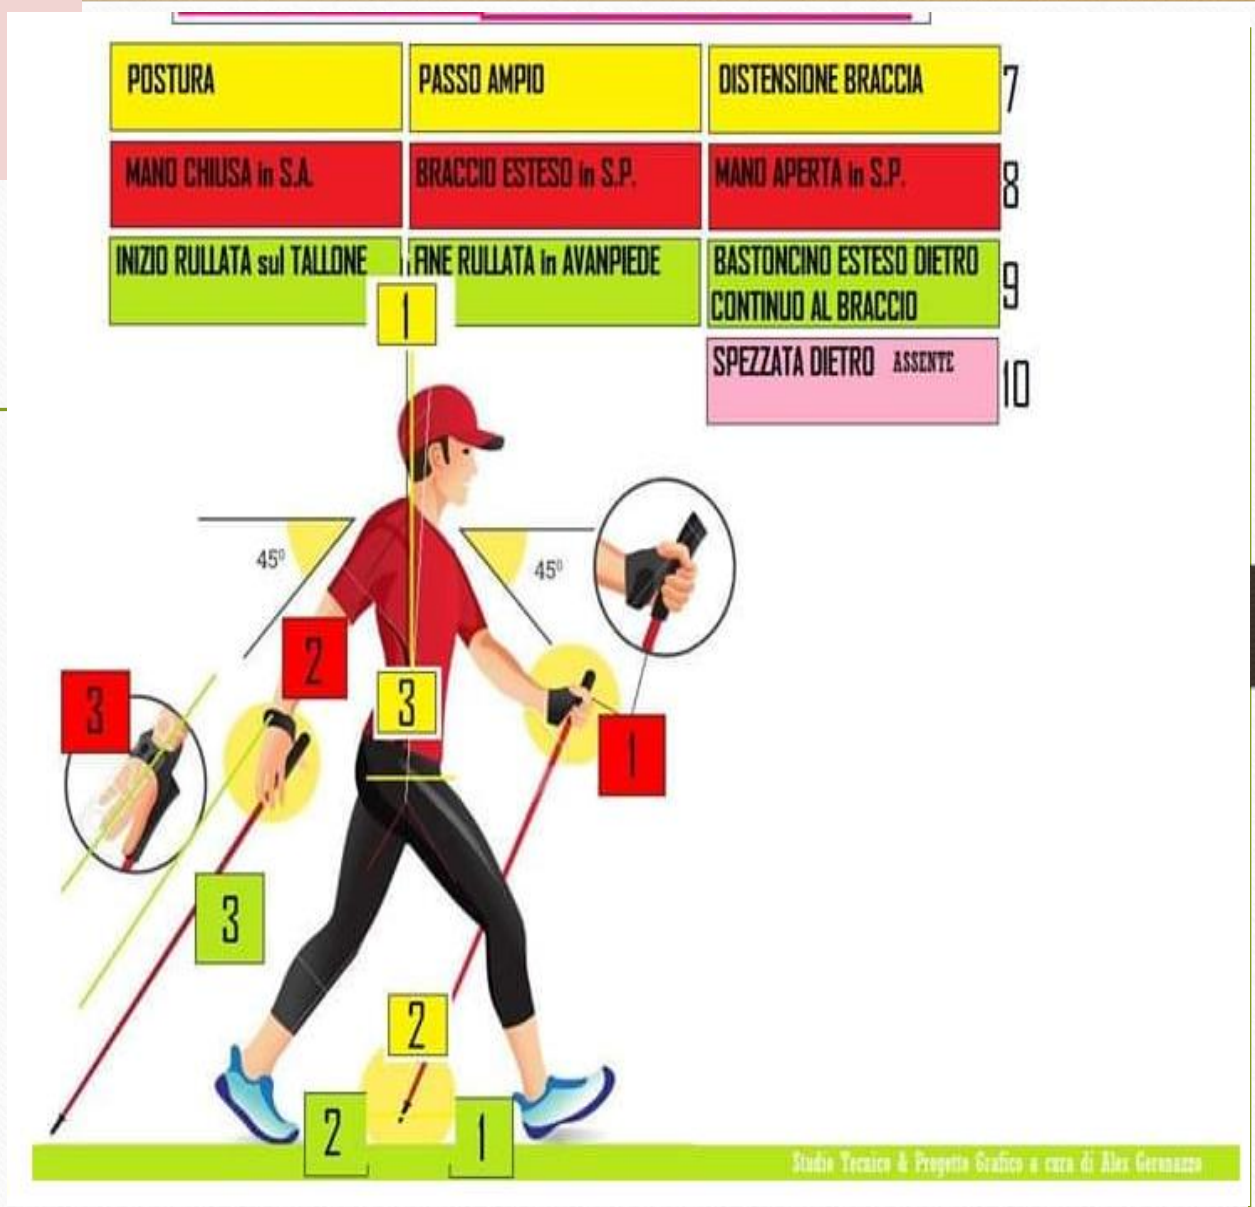 POSTURA
PASSO AMPIO
DISTENSIONE BRACCIA
7
MANO CHIUSA in S.A.
BRACCIO ESTESO in S.P.
MANO APERTA in S.P.
8
INIZIO RULLATA sul TALLONE
FINE RULLATA in AVANPIEDE
BASTONCINO ESTESO DIETRO
CONTINUO AL BRACCIO
9
1
SPEZZATA DIETRO ASSENTE
10
45º
45º
2
3
3
1
3
2
2
1
Studio Tecnico & Progetto Grafico a cura di Alex Geronazzo